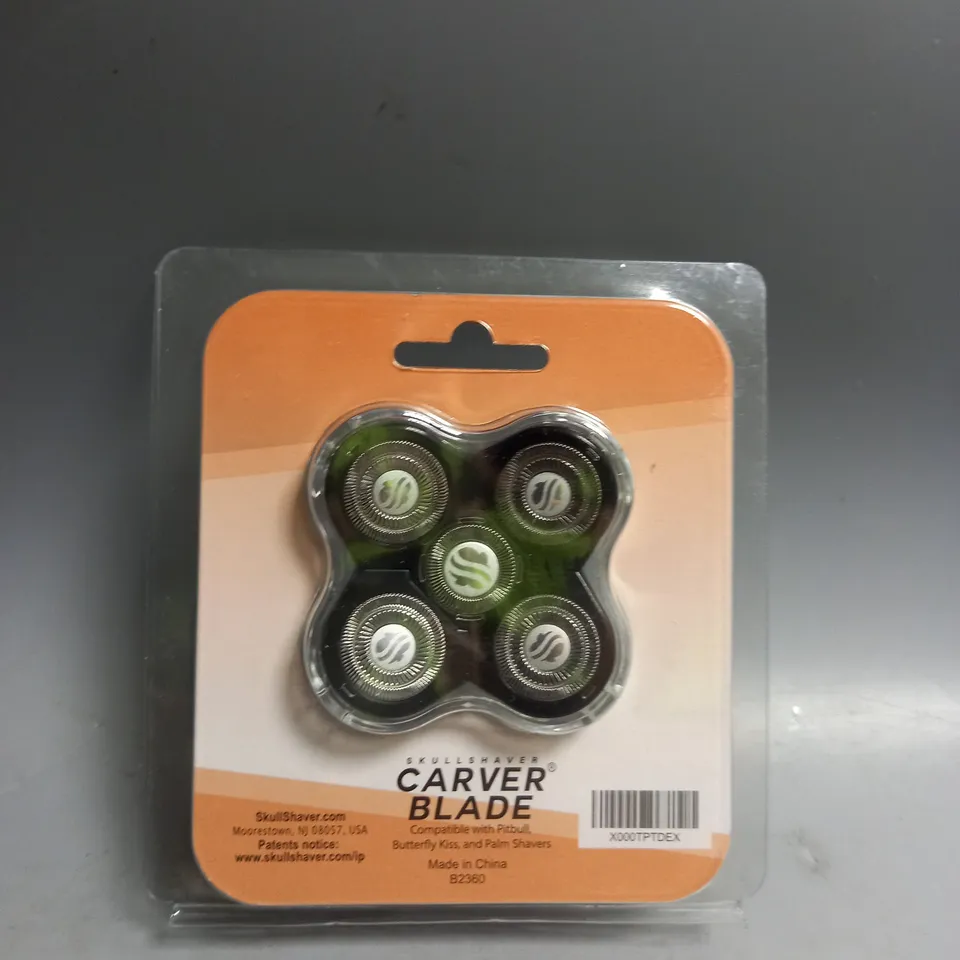 SKULLSHAVER
CARVER®
BLADE
Compatible with Pitbull,
Butterfly Kiss, and Palm Shavers
Made in China
B2360
SkullShaver.com
Moorestown, NJ 08057, USA
Patents notice:
www.skullshaver.com/ip
X000TPTDEX